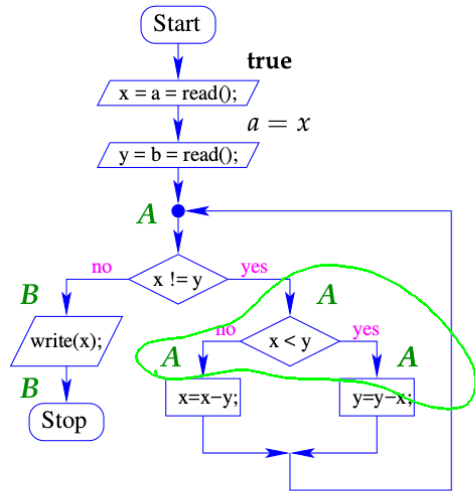 Start
true
x = a = read();
a = x
y = b = read();
A
no
x != y
yes
B
A
write(x);
no
x < y
yes
A
A
B
x=x-y;
y=y-x;
Stop